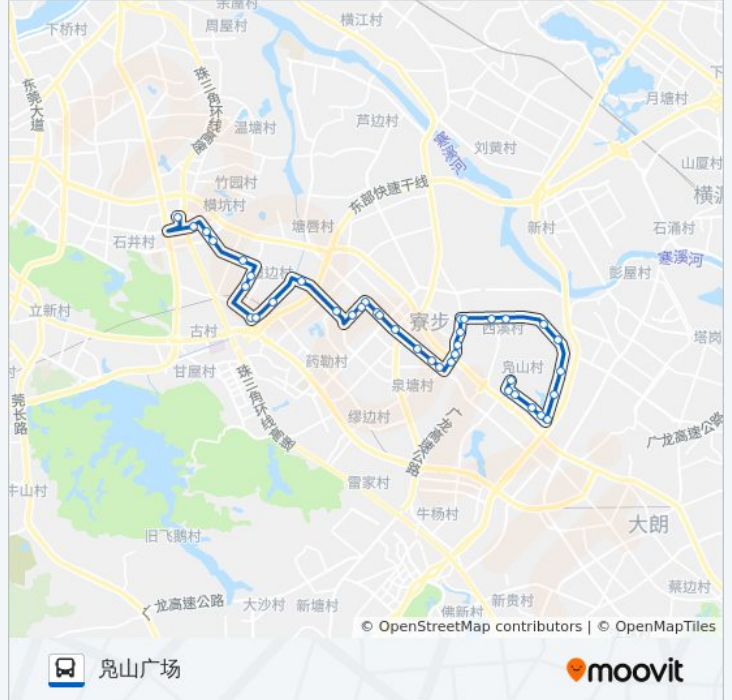 余屋村
下桥村
周屋村
横江村
东莞大道
珠三角环线高速
温塘村
芦边村
月塘村
寒溪河
刘黄村
山厦村
竹园村
东部快速干线
横坑村
塘唇村
新村
石涌村
石井村
寒溪河
彭屋村
立新村
古村
寮步
西溪村
塔岗
甘屋村
药勒村
凫山村
泉塘村
莞长路
珠三角环线高速
缪边村
广龙高速公路
广龙高速公路
雷家村
牛山村
牛杨村
大朗
旧飞鹅村
蔡边村
广龙高速公路
大沙村
新塘村
佛新村
新贵村
© OpenStreetMap contributors | © OpenMapTiles
凫山广场
moovit